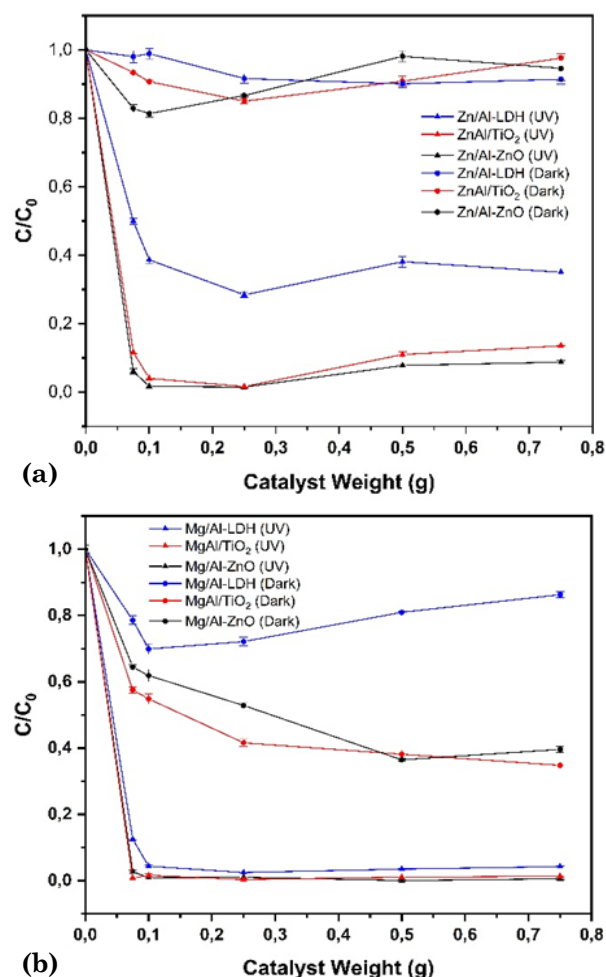 1,0
0,8
0,6
0,4
0,2
0,0
C/C₀
Zn/Al-LDH (UV)
ZnAl/TiO₂ (UV)
Zn/Al-ZnO (UV)
Zn/Al-LDH (Dark)
ZnAl/TiO₂ (Dark)
Zn/Al-ZnO (Dark)
0,0 0,1 0,2 0,3 0,4 0,5 0,6 0,7 0,8
(a)
Catalyst Weight (g)
Mg/Al-LDH (UV)
MgAl/TiO₂ (UV)
Mg/Al-ZnO (UV)
Mg/Al-LDH (Dark)
MgAl/TiO₂ (Dark)
Mg/Al-ZnO (Dark)
1,0
0,8
0,6
0,4
0,2
0,0
C/C₀
0,0 0,1 0,2 0,3 0,4 0,5 0,6 0,7 0,8
(b)
Catalyst Weight (g)